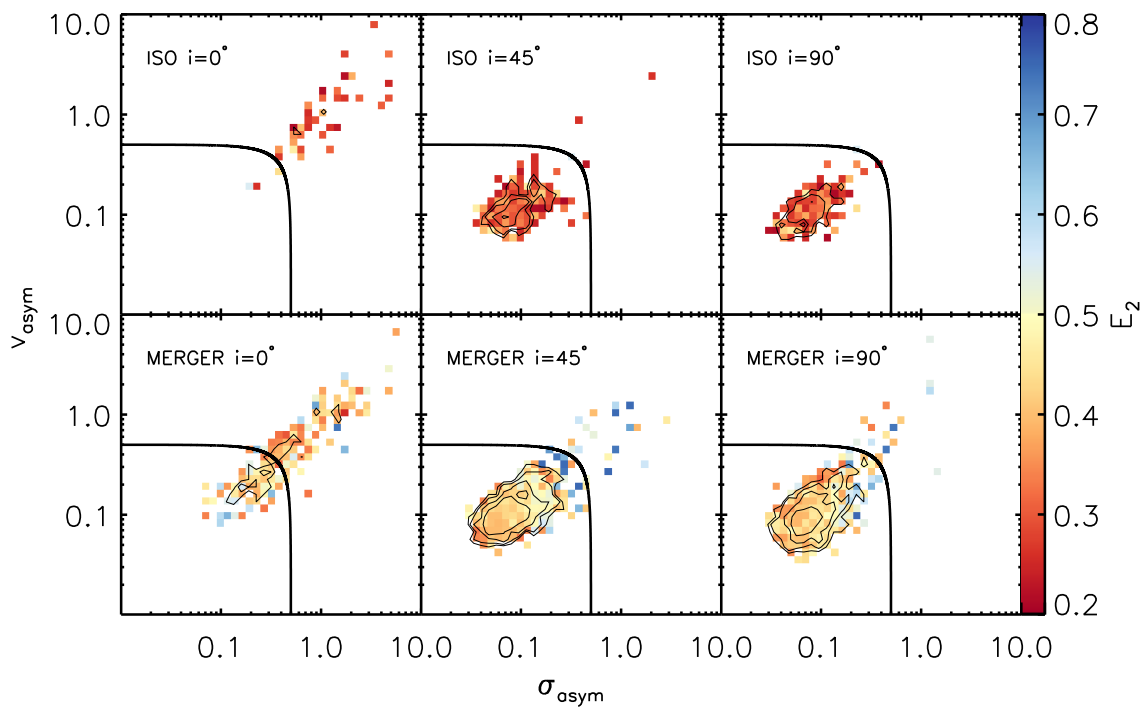 ISO i=0°
ISO i=45°
ISO i=90°
MERGER i=0°
MERGER i=45°
MERGER i=90°
10.0
1.0
0.1
10.0
1.0
0.1
v_asym
0.1 1.0 10.0 0.1 1.0 10.0 0.1 1.0 10.0
σ_asym
0.8
0.7
0.6
0.5
0.4
0.3
0.2
E_2